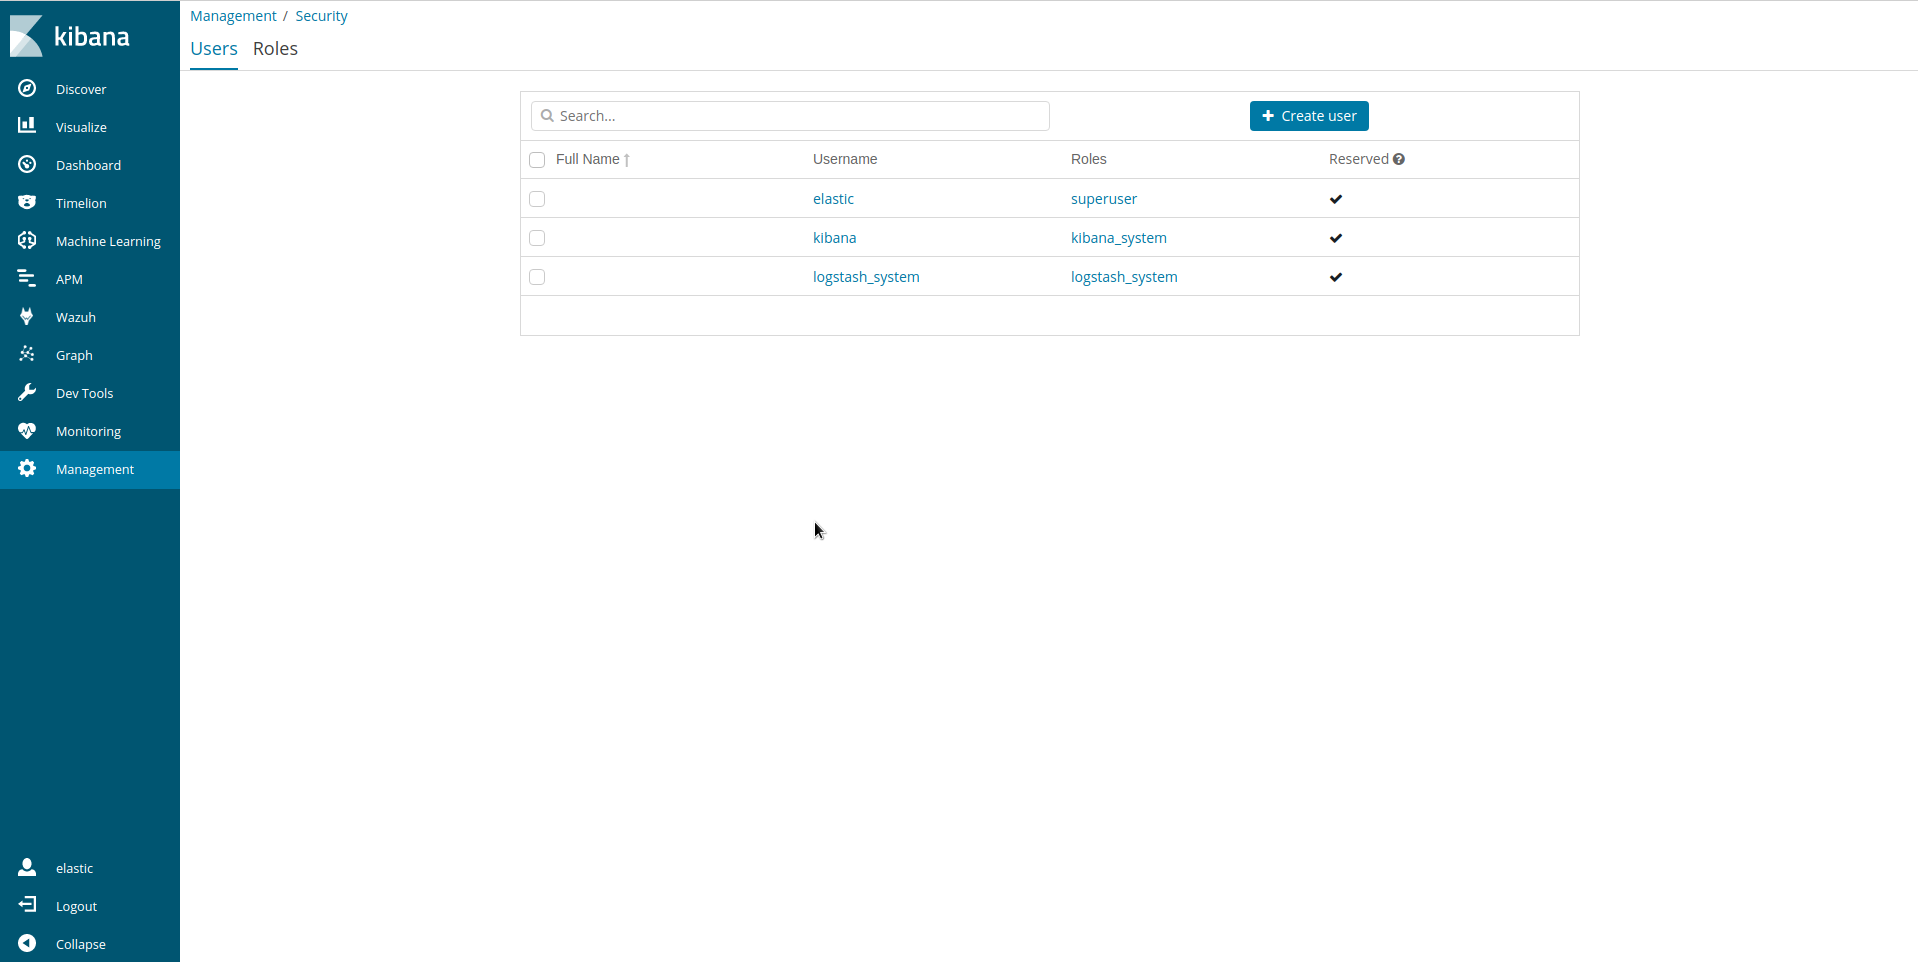 kibana
Discover
Visualize
Dashboard
Timelion
Machine Learning
APM
Wazuh
Graph
Dev Tools
Monitoring
Management
elastic
Logout
Collapse
Management / Security
Users Roles
Search... Create user
Full Name Username Roles Reserved
elastic superuser
kibana kibana_system
logstash_system logstash_system